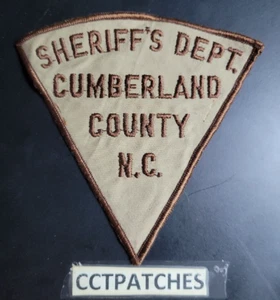 SHERIFF'S DEPT.
CUMBERLAND
COUNTY
N.C.
CCTPATCHES